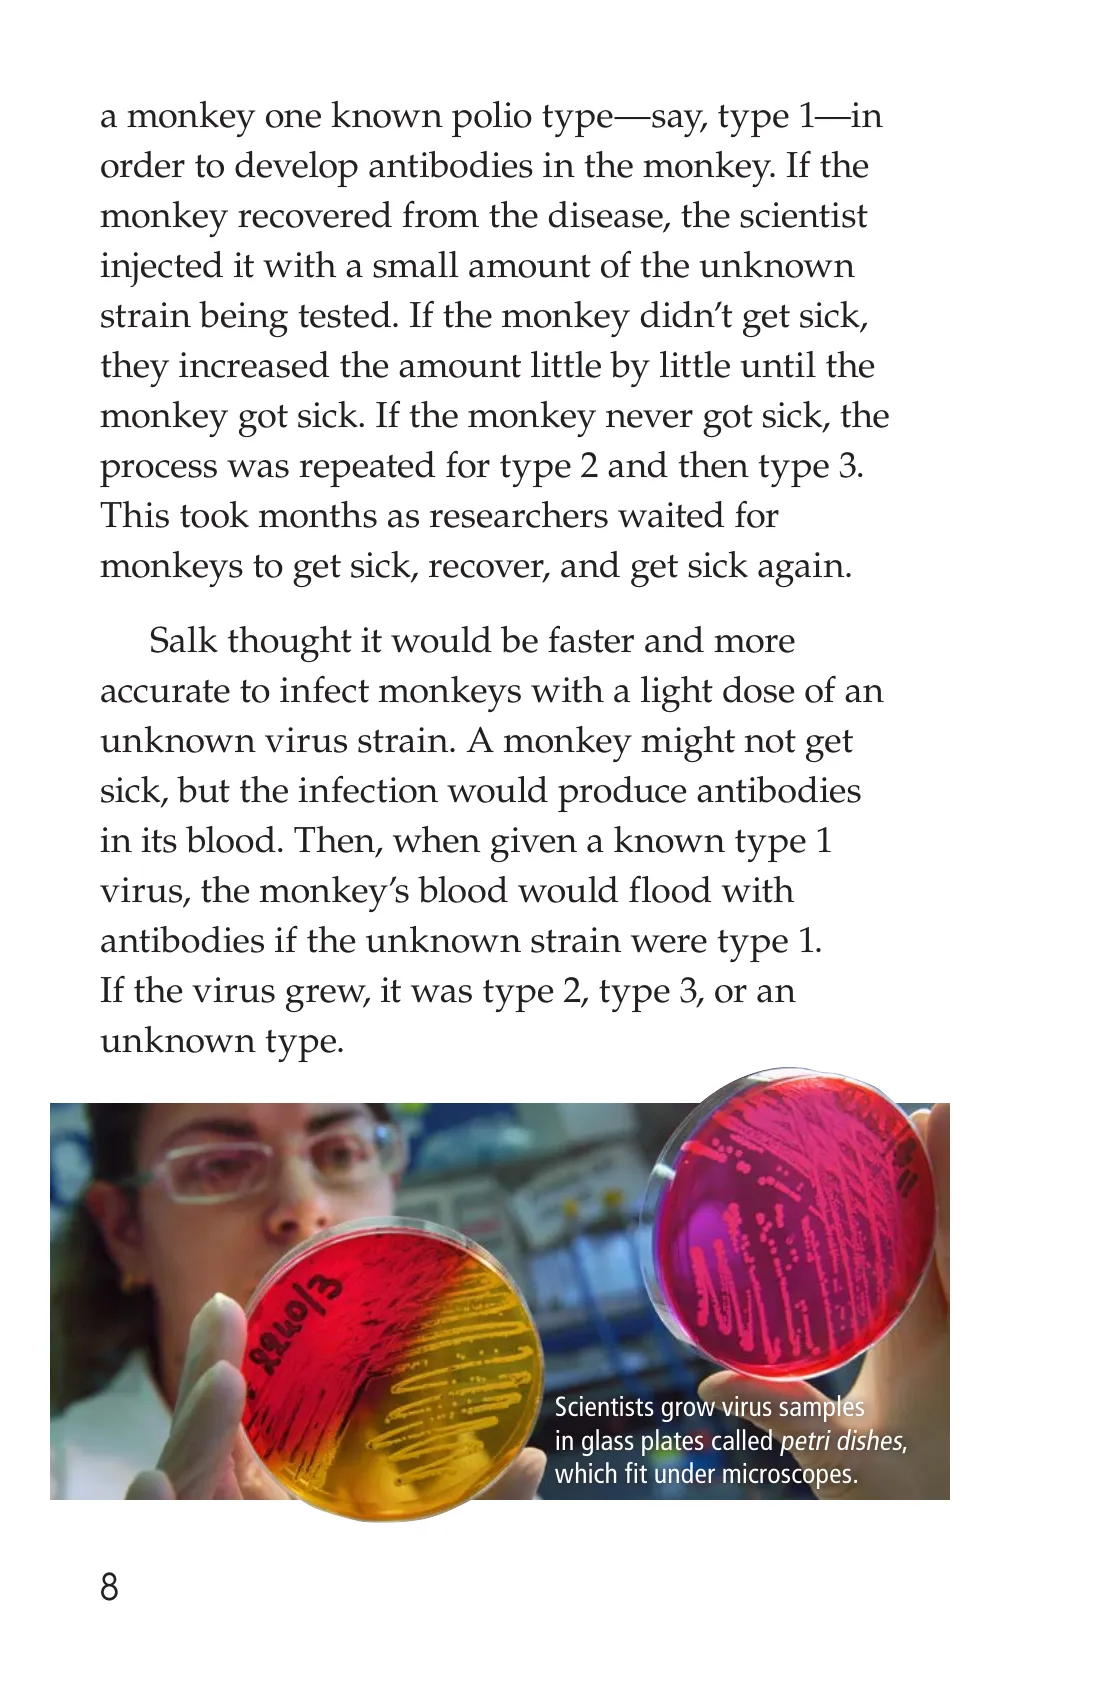 a monkey one known polio type—say, type 1—in
order to develop antibodies in the monkey. If the
monkey recovered from the disease, the scientist
injected it with a small amount of the unknown
strain being tested. If the monkey didn’t get sick,
they increased the amount little by little until the
monkey got sick. If the monkey never got sick, the
process was repeated for type 2 and then type 3.
This took months as researchers waited for
monkeys to get sick, recover, and get sick again.
Salk thought it would be faster and more
accurate to infect monkeys with a light dose of an
unknown virus strain. A monkey might not get
sick, but the infection would produce antibodies
in its blood. Then, when given a known type 1
virus, the monkey’s blood would flood with
antibodies if the unknown strain were type 1.
If the virus grew, it was type 2, type 3, or an
unknown type.
2240/3
Scientists grow virus samples
in glass plates called petri dishes,
which fit under microscopes.
8